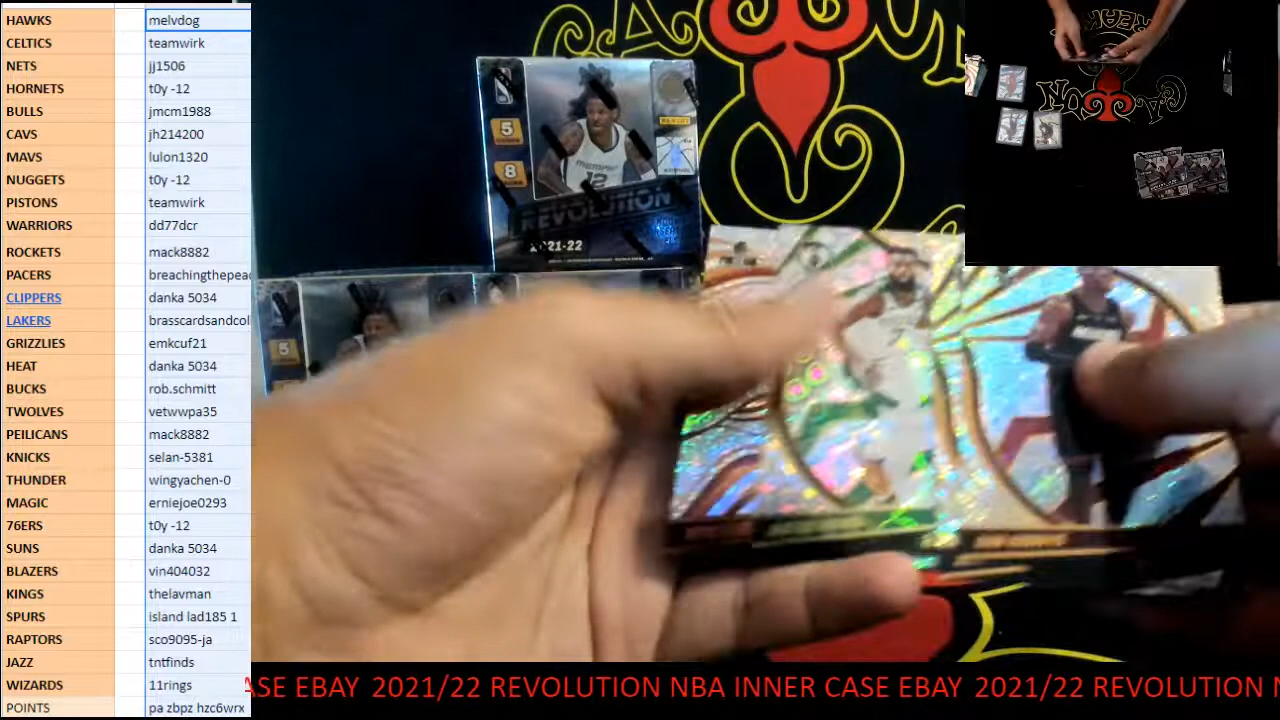 HAWKS melvdog
CELTICS teamwirk
NETS jj1506
HORNETS t0y -12
BULLS jmcm1988
CAVS jh214200
MAVS lulon1320
NUGGETS t0y -12
PISTONS teamwirk
WARRIORS dd77dcr
ROCKETS mack8882
PACERS breachingthepeac
CLIPPERS danka 5034
LAKERS brasscardsandcol
GRIZZLIES emkcuf21
HEAT danka 5034
BUCKS rob.schmitt
TWOLVES vetwwpa35
PEILICANS mack8882
KNICKS selan-5381
THUNDER wingyachen-0
MAGIC erniejoe0293
76ERS t0y -12
SUNS danka 5034
BLAZERS vin404032
KINGS thelavman
SPURS island lad185 1
RAPTORS sco9095-ja
JAZZ tntfinds
WIZARDS 11rings
POINTS pa zbpz hzc6wrx
5
8
MEMPHIS
12
REVOLUTION
2021-22
5
ASE EBAY 2021/22 REVOLUTION NBA INNER CASE EBAY 2021/22 REVOLUTION N